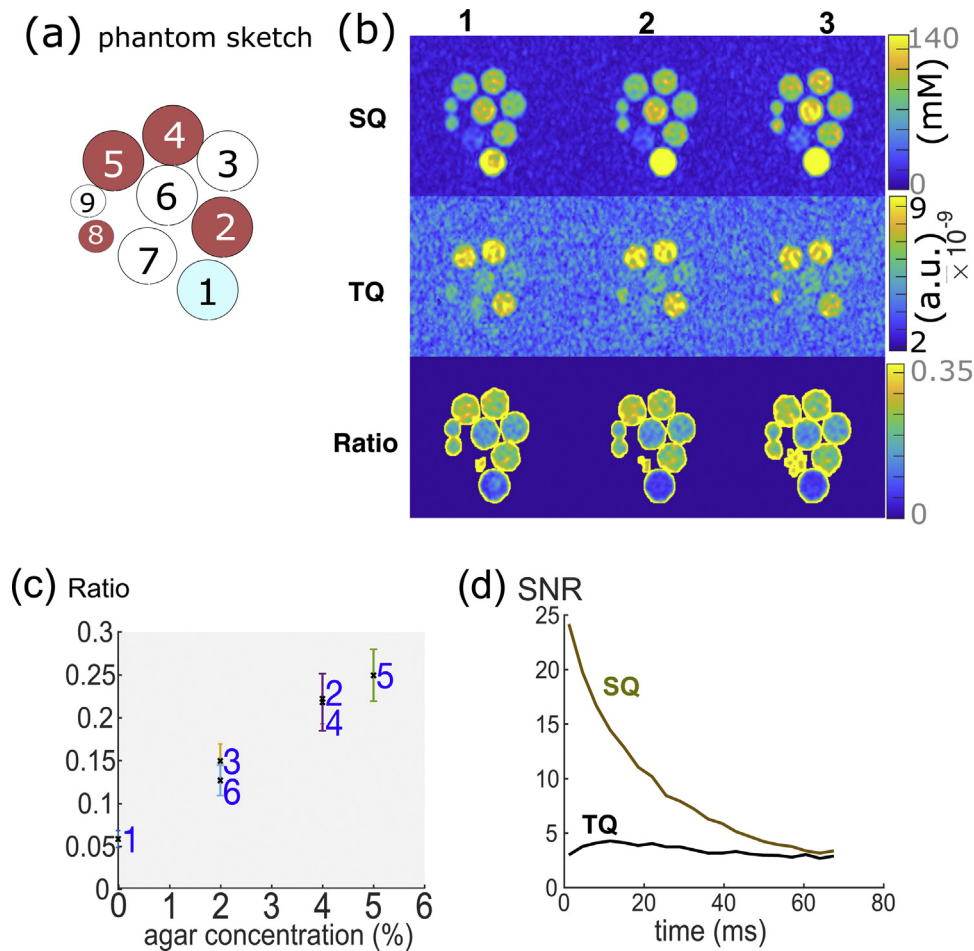 (a) phantom sketch
4
5
3
6
9
8
2
7
1
(b)
1 2 3
SQ
TQ
Ratio
140
(mM)
0
9
(a.u.) × 10-9
2
0.35
0
(c) Ratio
0.3
0.25
0.2
0.15
0.1
0.05
0
5
2
4
3
6
1
0 1 2 3 4 5 6
agar concentration (%)
(d) SNR
25
20
15
10
5
0
SQ
TQ
0 20 40 60 80
time (ms)